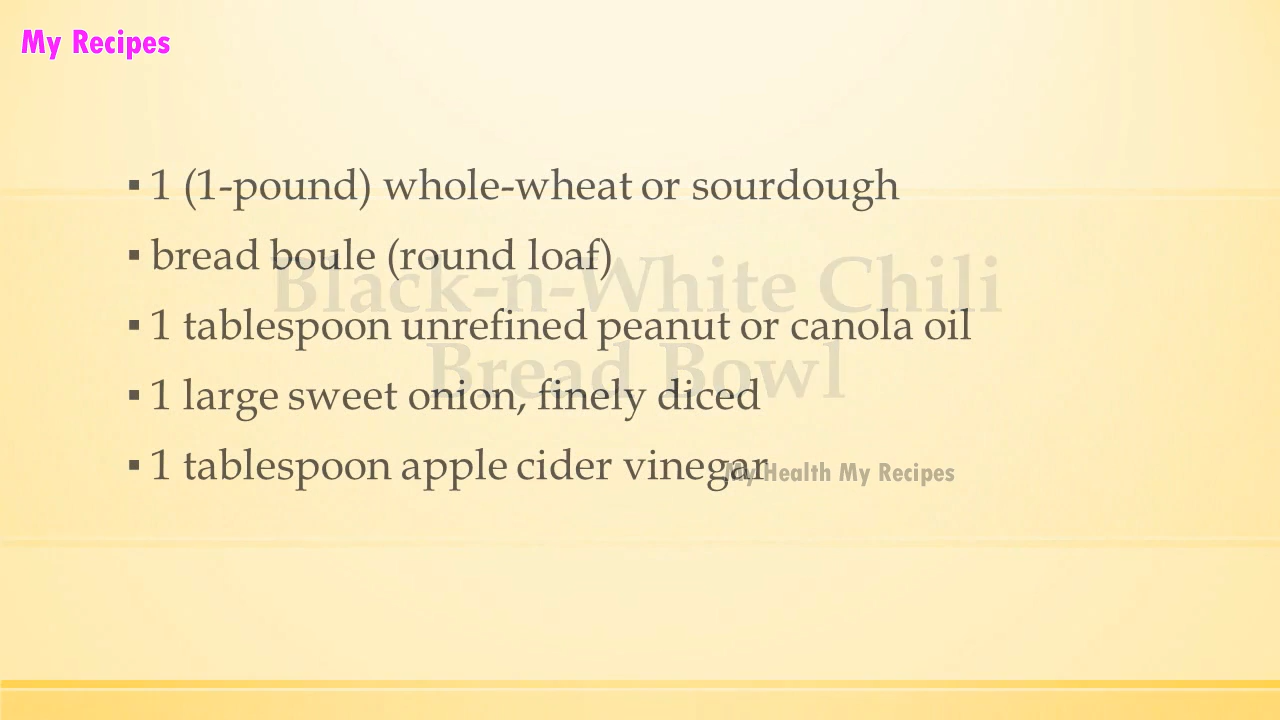 My Recipes
▪ 1 (1-pound) whole-wheat or sourdough
▪ bread boule (round loaf)
Black-n-White Chili
▪ 1 tablespoon unrefined peanut or canola oil
Bread Bowl
▪ 1 large sweet onion, finely diced
▪ 1 tablespoon apple cider vinegar
My Health My Recipes